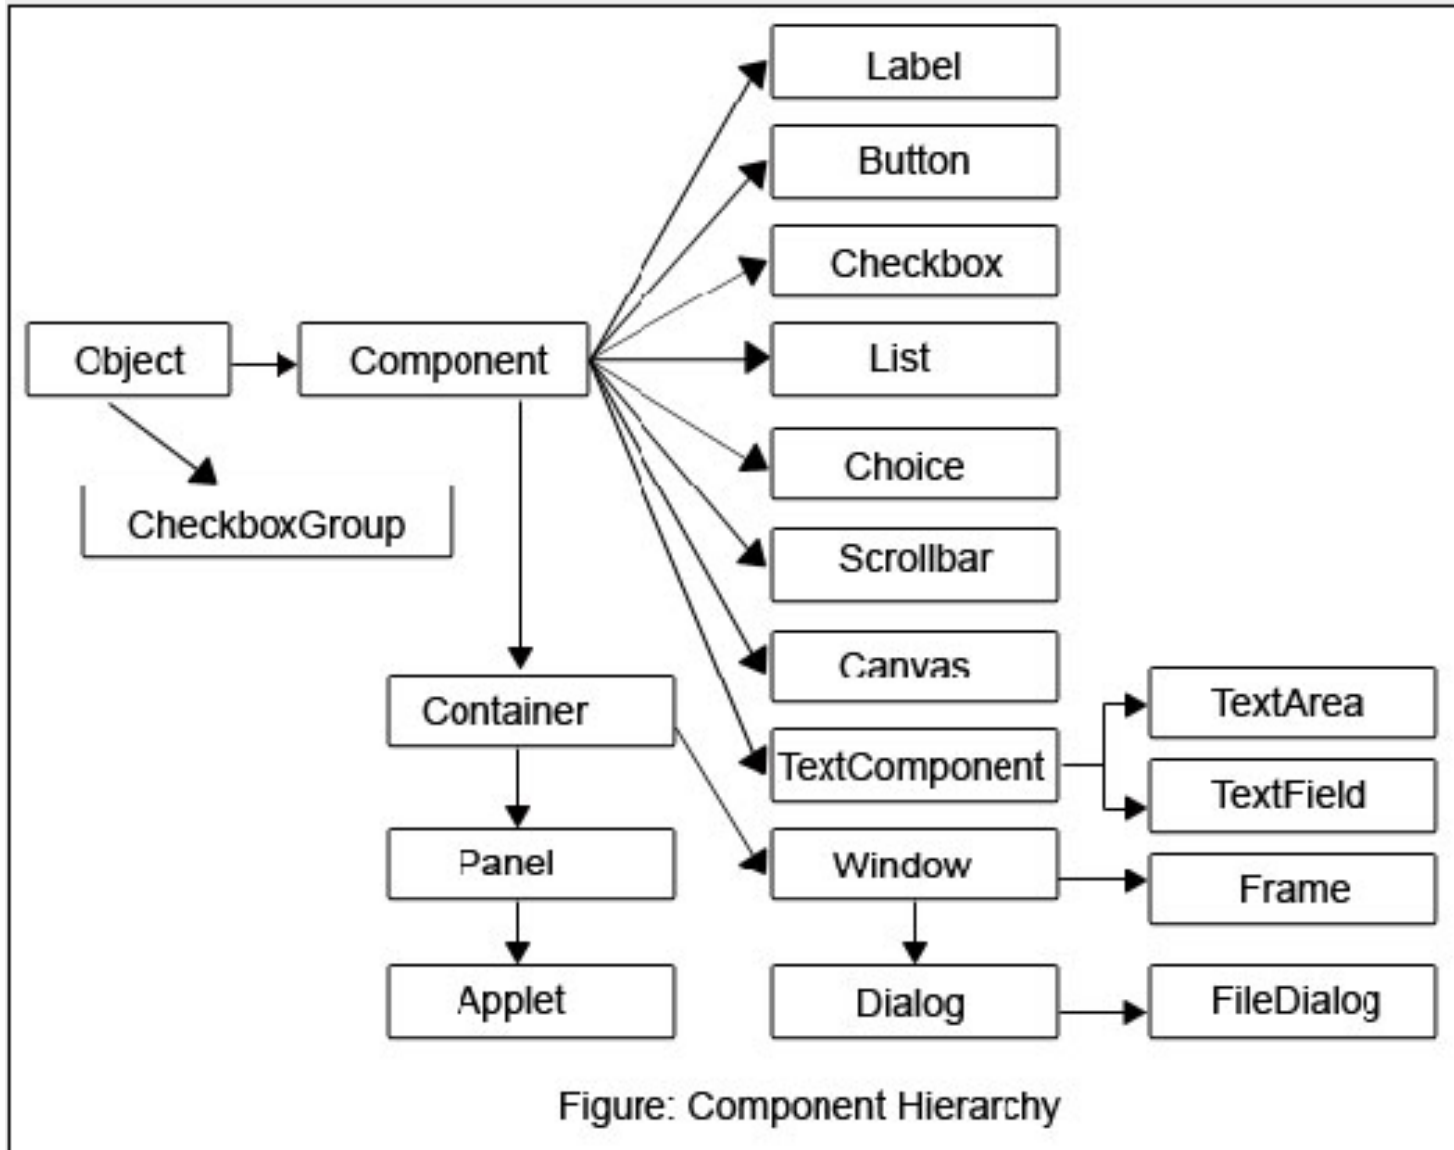 Label
Button
Checkbox
Object
Component
List
Choice
CheckboxGroup
Scrollbar
Canvas
Container
TextComponent
TextArea
TextField
Panel
Window
Frame
Applet
Dialog
FileDialog
Figure: Component Hierarchy